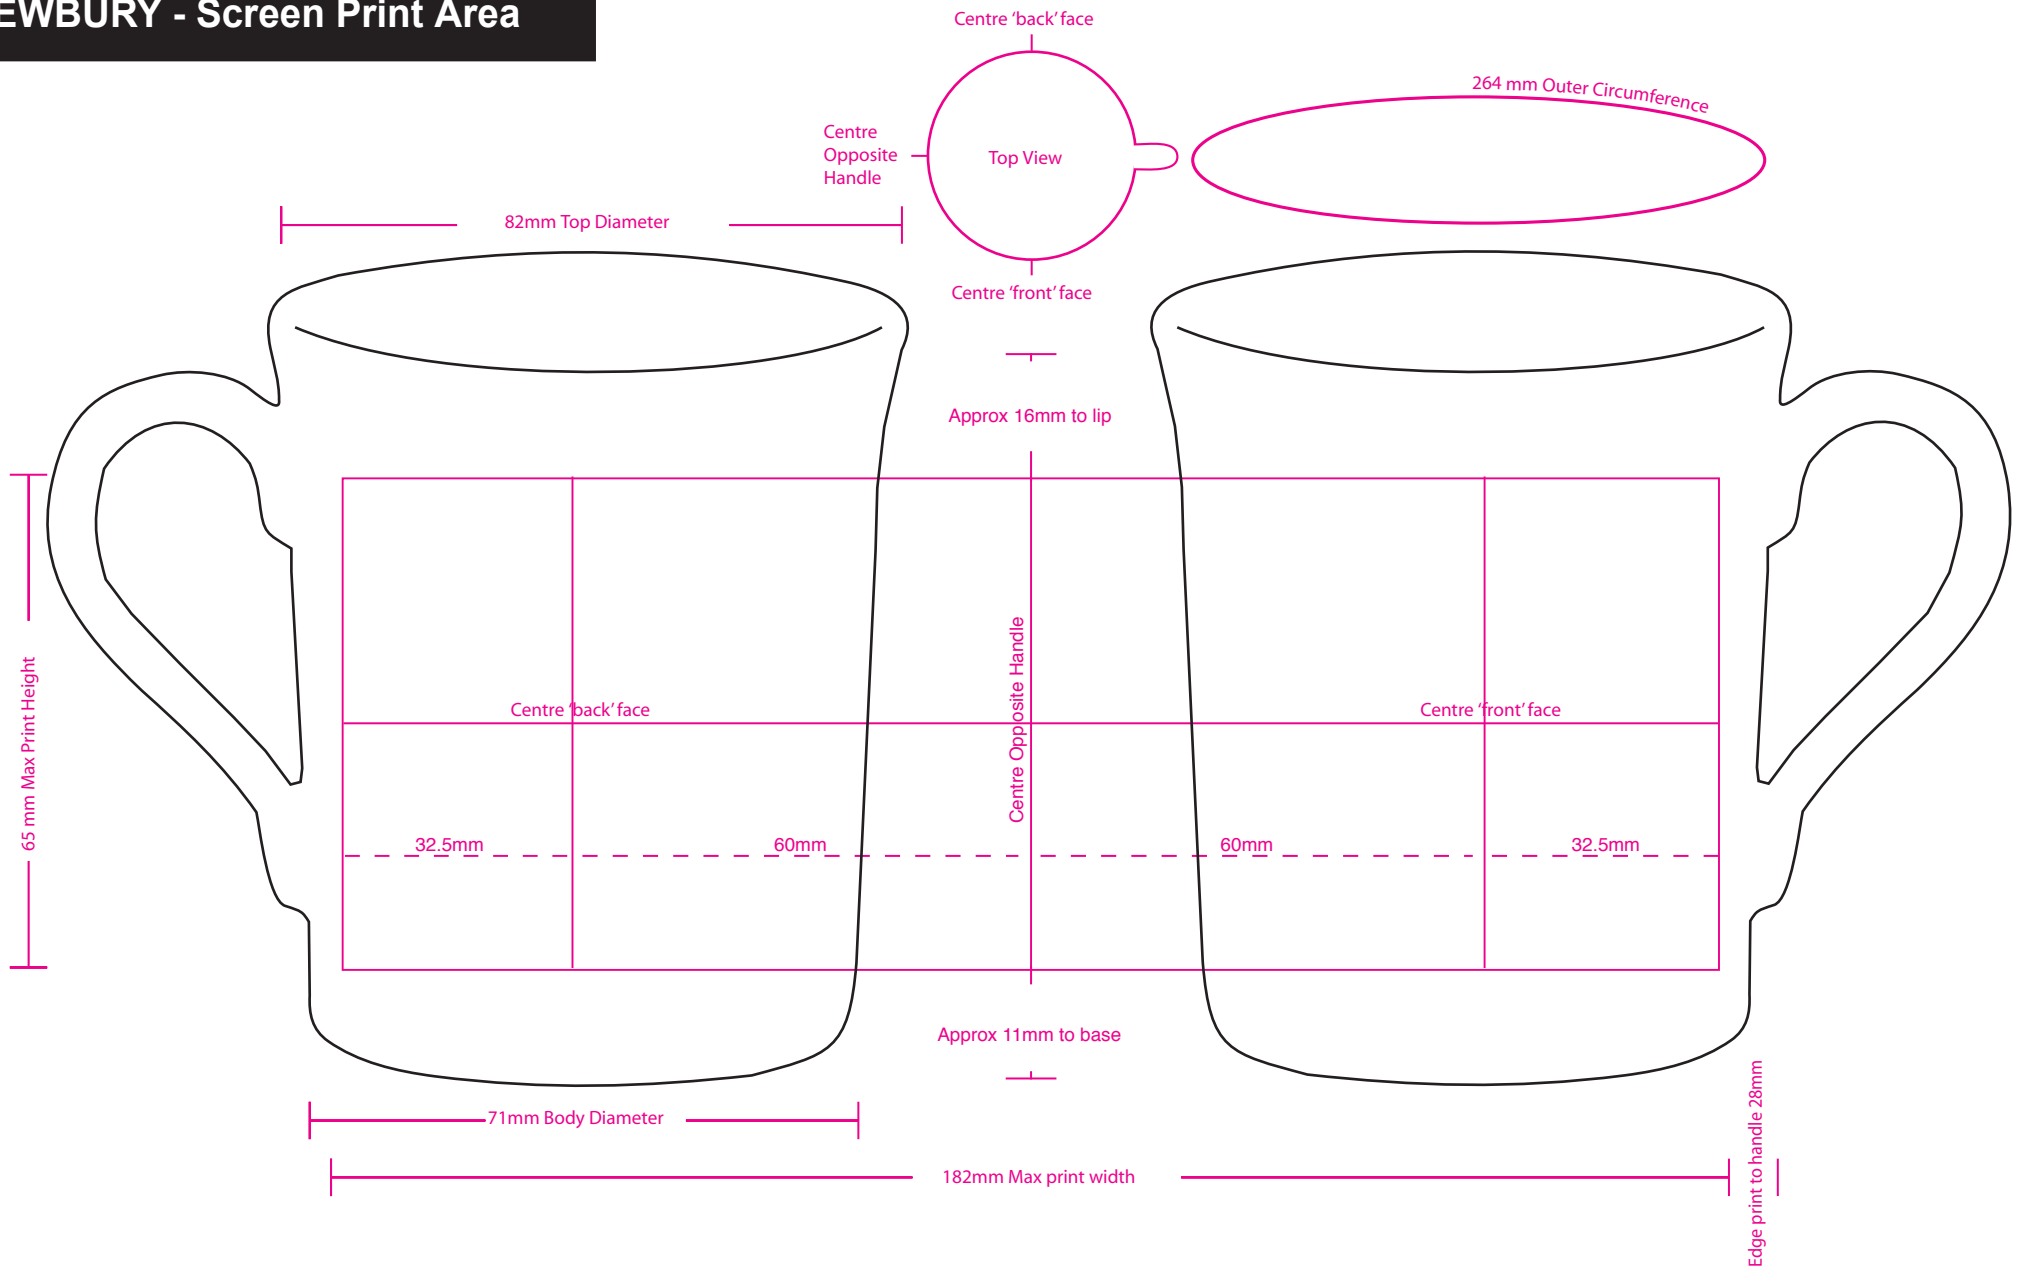 EWBURY - Screen Print Area
Centre ‘back’ face
264 mm Outer Circumference
Centre
Opposite
Handle
Top View
82mm Top Diameter
Centre ‘front’ face
Approx 16mm to lip
65 mm Max Print Height
Centre ‘back’ face
Centre Opposite Handle
Centre ‘front’ face
32.5mm
60mm
60mm
32.5mm
Approx 11mm to base
71mm Body Diameter
182mm Max print width
Edge print to handle 28mm